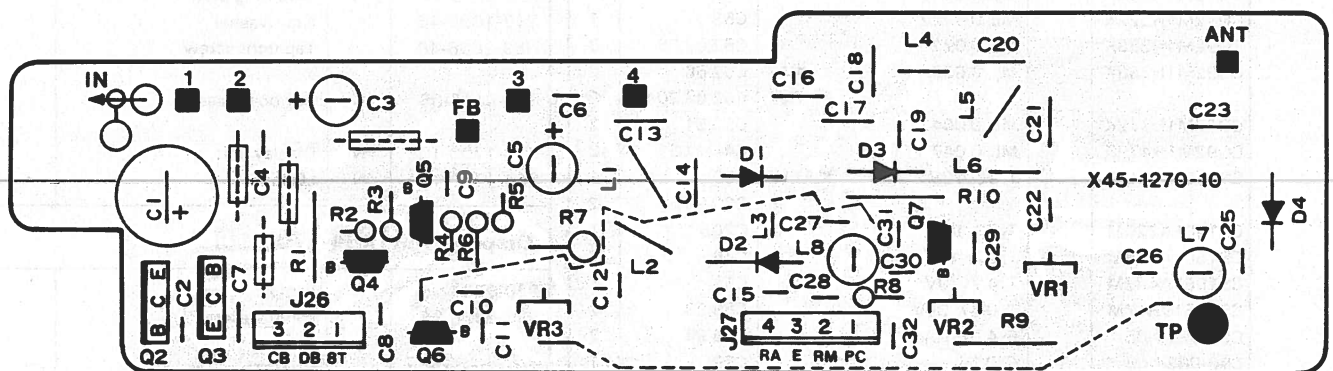 ANT
L4
C20
IN
1
2
3
4
C16
C18
C3
FB
C6
C17
L5
C23
C13
C19
C21
C4
C5
D1
D3
L6
Q5
B
C9
L1
C14
X45-1270-10
C1
R3
R5
R10
D4
R2
R7
L3
C27
Q7
C22
R1
R4
R6
C31
C25
L7
D2
L8
C29
L2
C30
B
C26
E
C
B
C2
B
C
E
C7
B
Q4
C12
C15
C28
R8
VR1
J26
C10
VR3
VR2
R9
3 2 1
C8
B
C11
J27
4 3 2 1
C32
TP
Q2
Q3
CB DB 8T
Q6
RA E RM PC